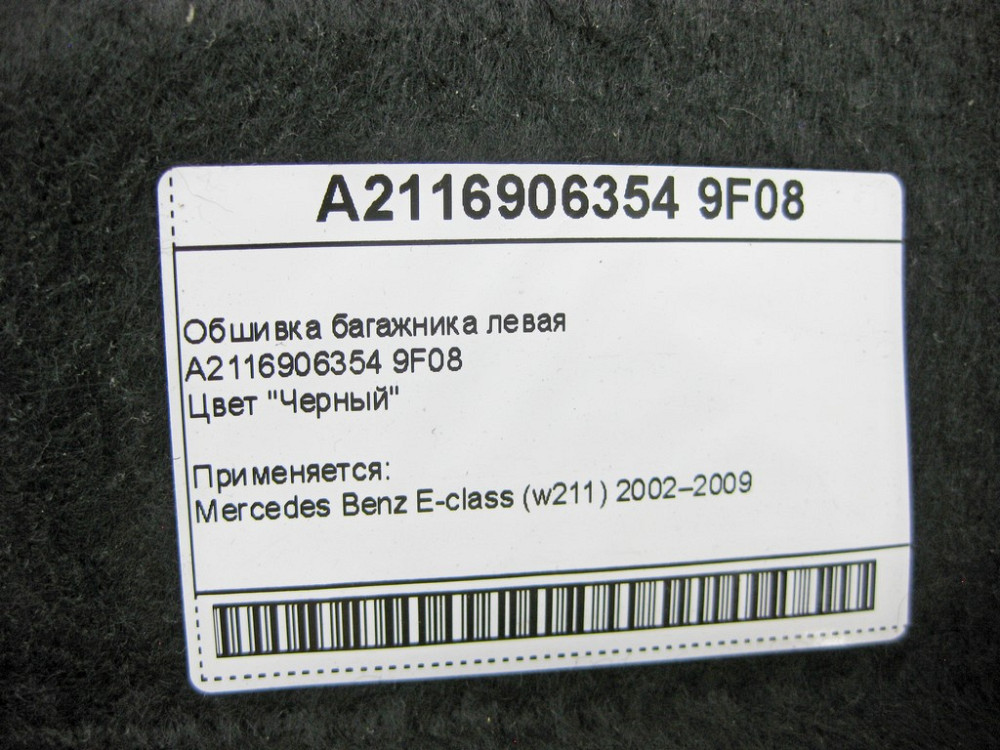 A2116906354 9F08
Обшивка багажника левая
A2116906354 9F08
Цвет "Черный"
Применяется:
Mercedes Benz E-class (w211) 2002–2009